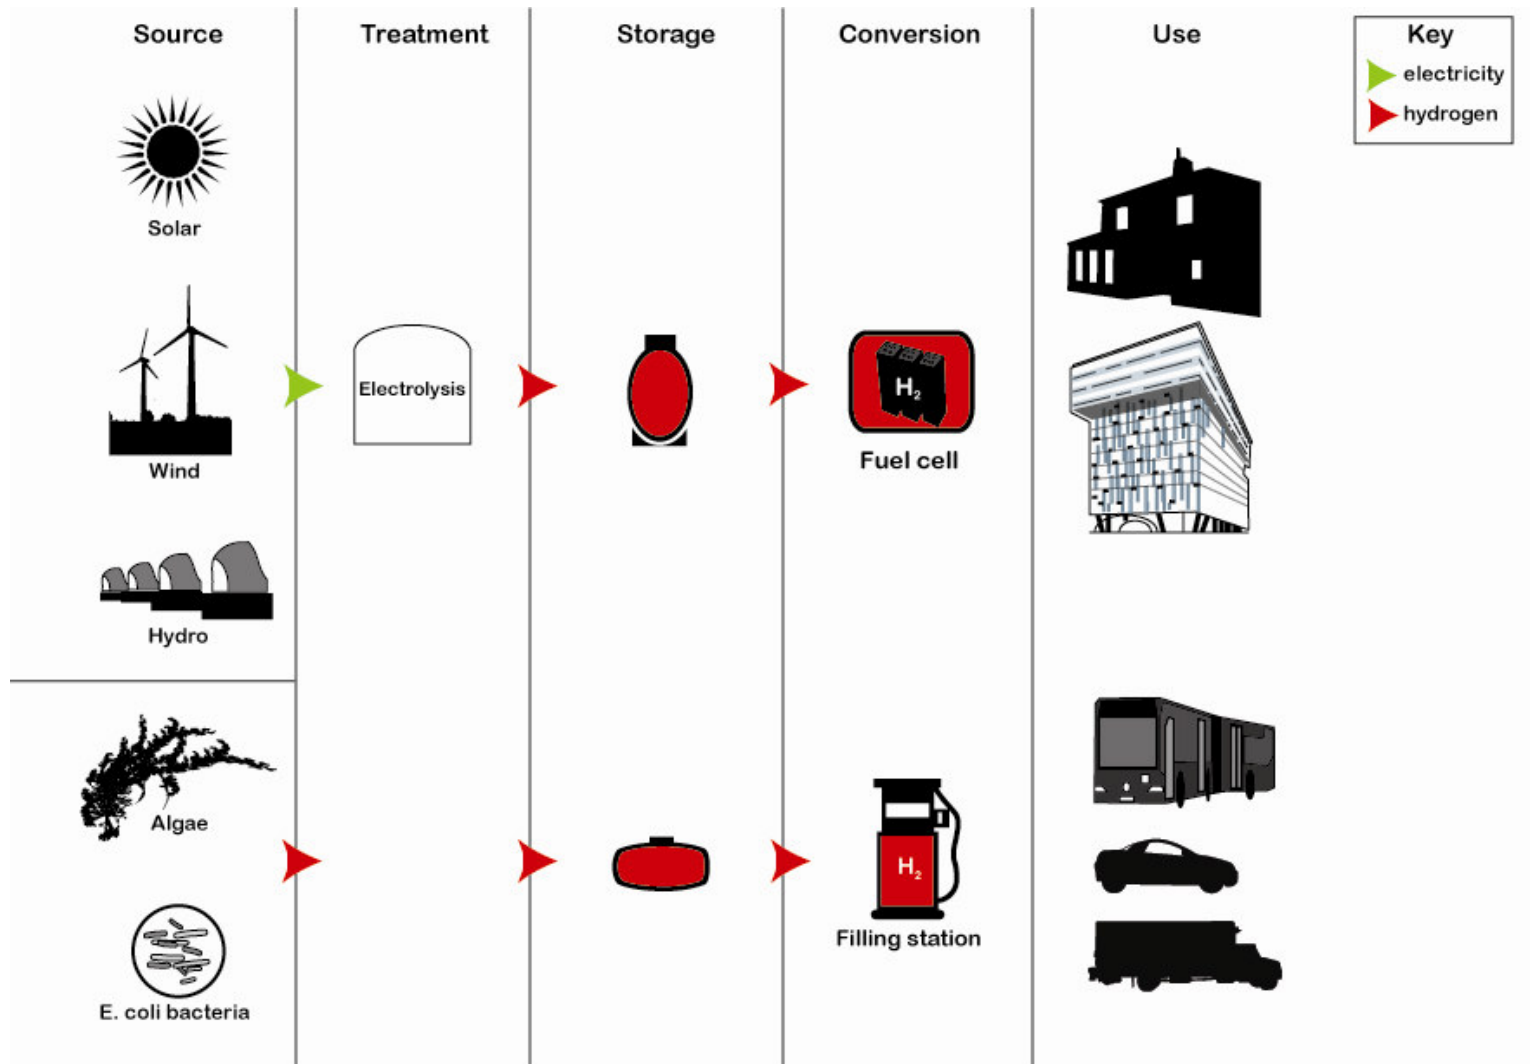 Source
Treatment
Storage
Conversion
Use
Key
electricity
hydrogen
Solar
Wind
Electrolysis
H₂
Fuel cell
Hydro
Algae
H₂
Filling station
E. coli bacteria